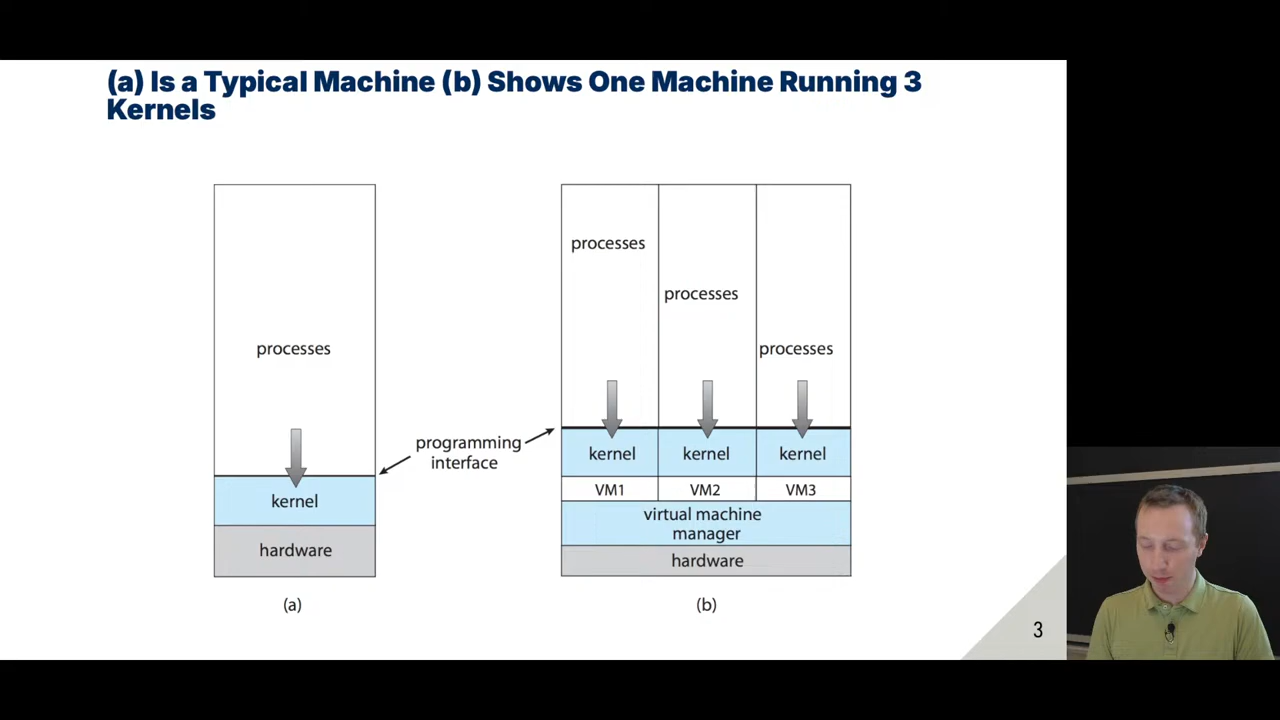 (a) Is a Typical Machine (b) Shows One Machine Running 3
Kernels
processes
kernel
hardware
(a)
programming
interface
processes
processes
processes
kernel
kernel
kernel
VM1
VM2
VM3
virtual machine
manager
hardware
(b)
3